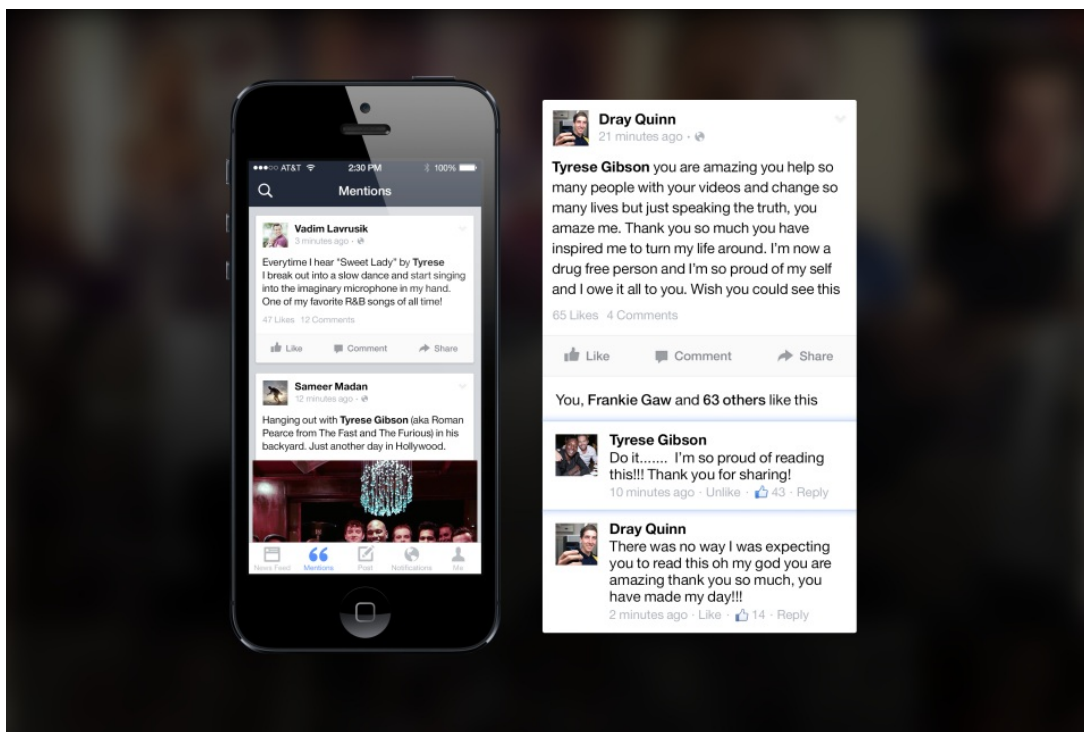 AT&T 2:30 PM 100%
Mentions
Vadim Lavrusik
3 minutes ago ·
Everytime I hear "Sweet Lady" by Tyrese
I break out into a slow dance and start singing
into the imaginary microphone in my hand.
One of my favorite R&B songs of all time!
47 Likes 12 Comments
Like Comment Share
Sameer Madan
12 minutes ago ·
Hanging out with Tyrese Gibson (aka Roman
Pearce from The Fast and The Furious) in his
backyard. Just another day in Hollywood.
News Feed Mentions Post Notifications Me
Dray Quinn
21 minutes ago ·
Tyrese Gibson you are amazing you help so
many people with your videos and change so
many lives but just speaking the truth, you
amaze me. Thank you so much you have
inspired me to turn my life around. I'm now a
drug free person and I'm so proud of my self
and I owe it all to you. Wish you could see this
65 Likes 4 Comments
Like Comment Share
You, Frankie Gaw and 63 others like this
Tyrese Gibson
Do it....... I'm so proud of reading
this!!! Thank you for sharing!
10 minutes ago · Unlike · 43 · Reply
Dray Quinn
There was no way I was expecting
you to read this oh my god you are
amazing thank you so much, you
have made my day!!!
2 minutes ago · Like · 14 · Reply